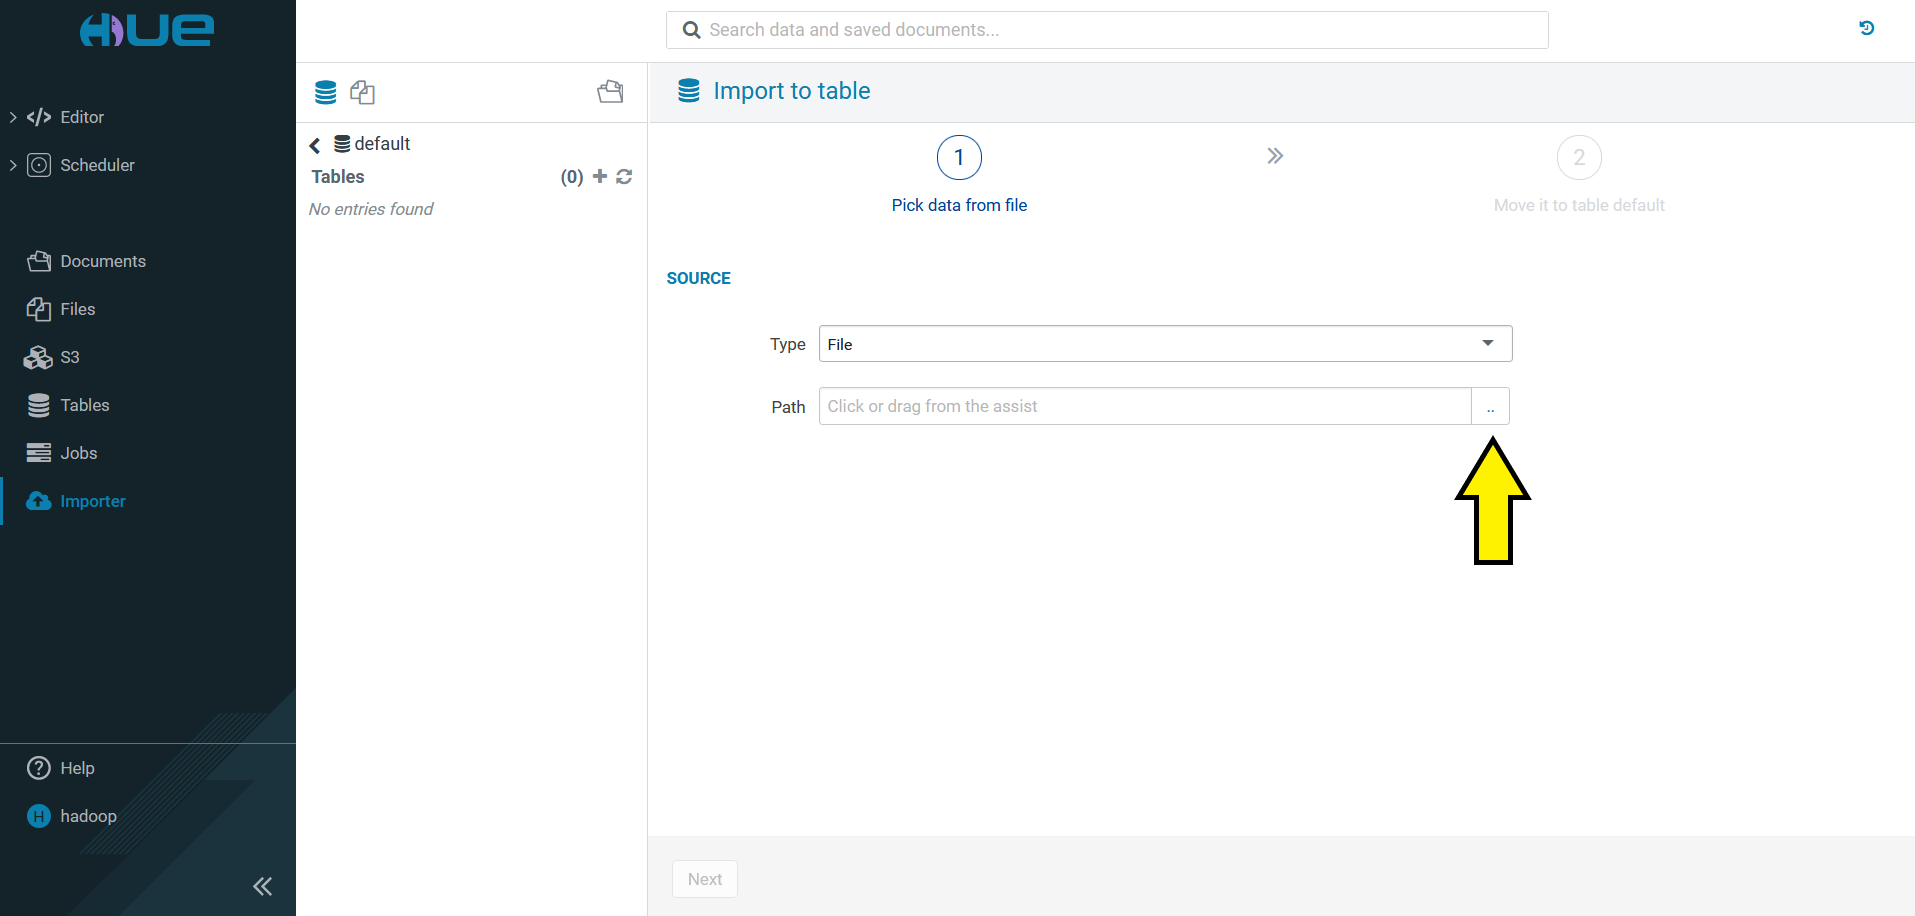 HUE
Search data and saved documents...
Editor
Scheduler
Documents
Files
S3
Tables
Jobs
Importer
Help
H hadoop
default
Tables (0)
No entries found
Import to table
1
Pick data from file
2
Move it to table default
SOURCE
Type File
Path Click or drag from the assist ..
Next